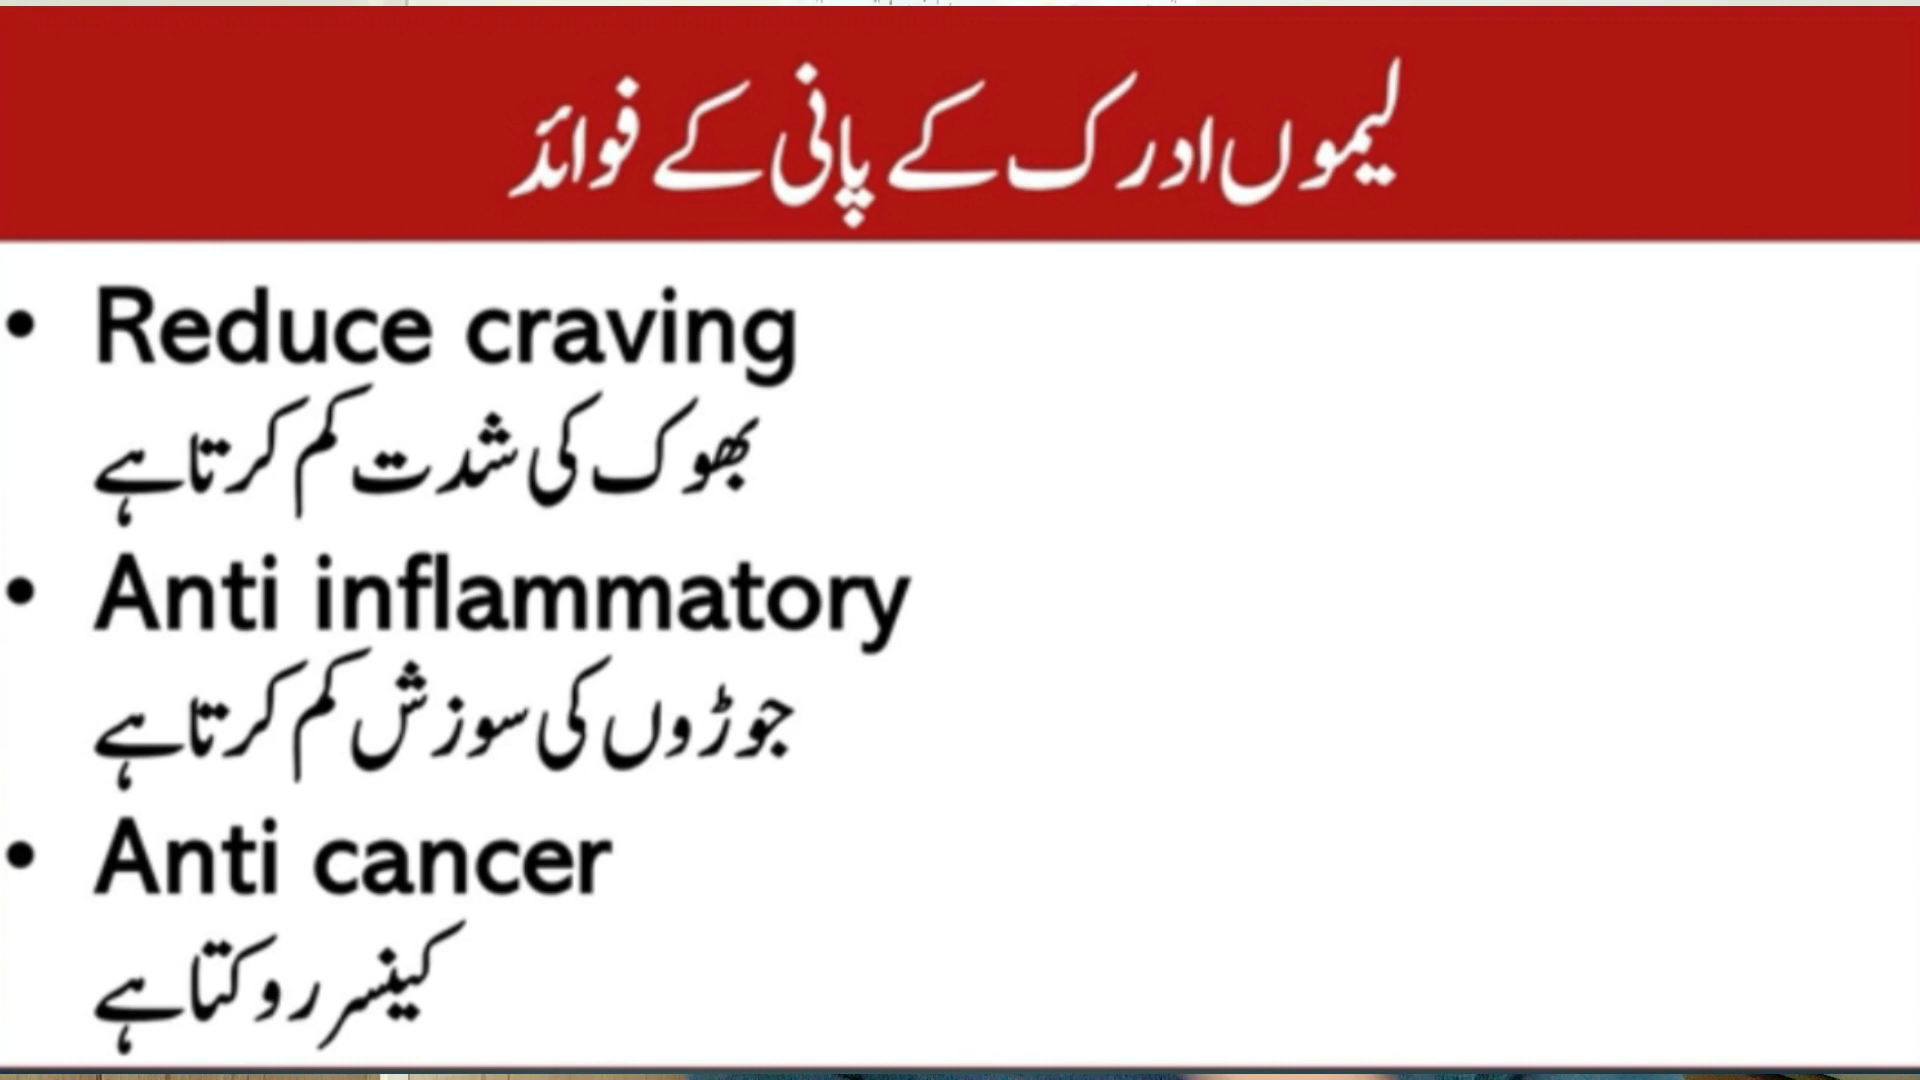 لیموں ادرک کے پانی کے فوائد
• Reduce craving
بھوک کی شدت کم کرتا ہے
• Anti inflammatory
جوڑوں کی سوزش کم کرتا ہے
• Anti cancer
کینسر روکتا ہے